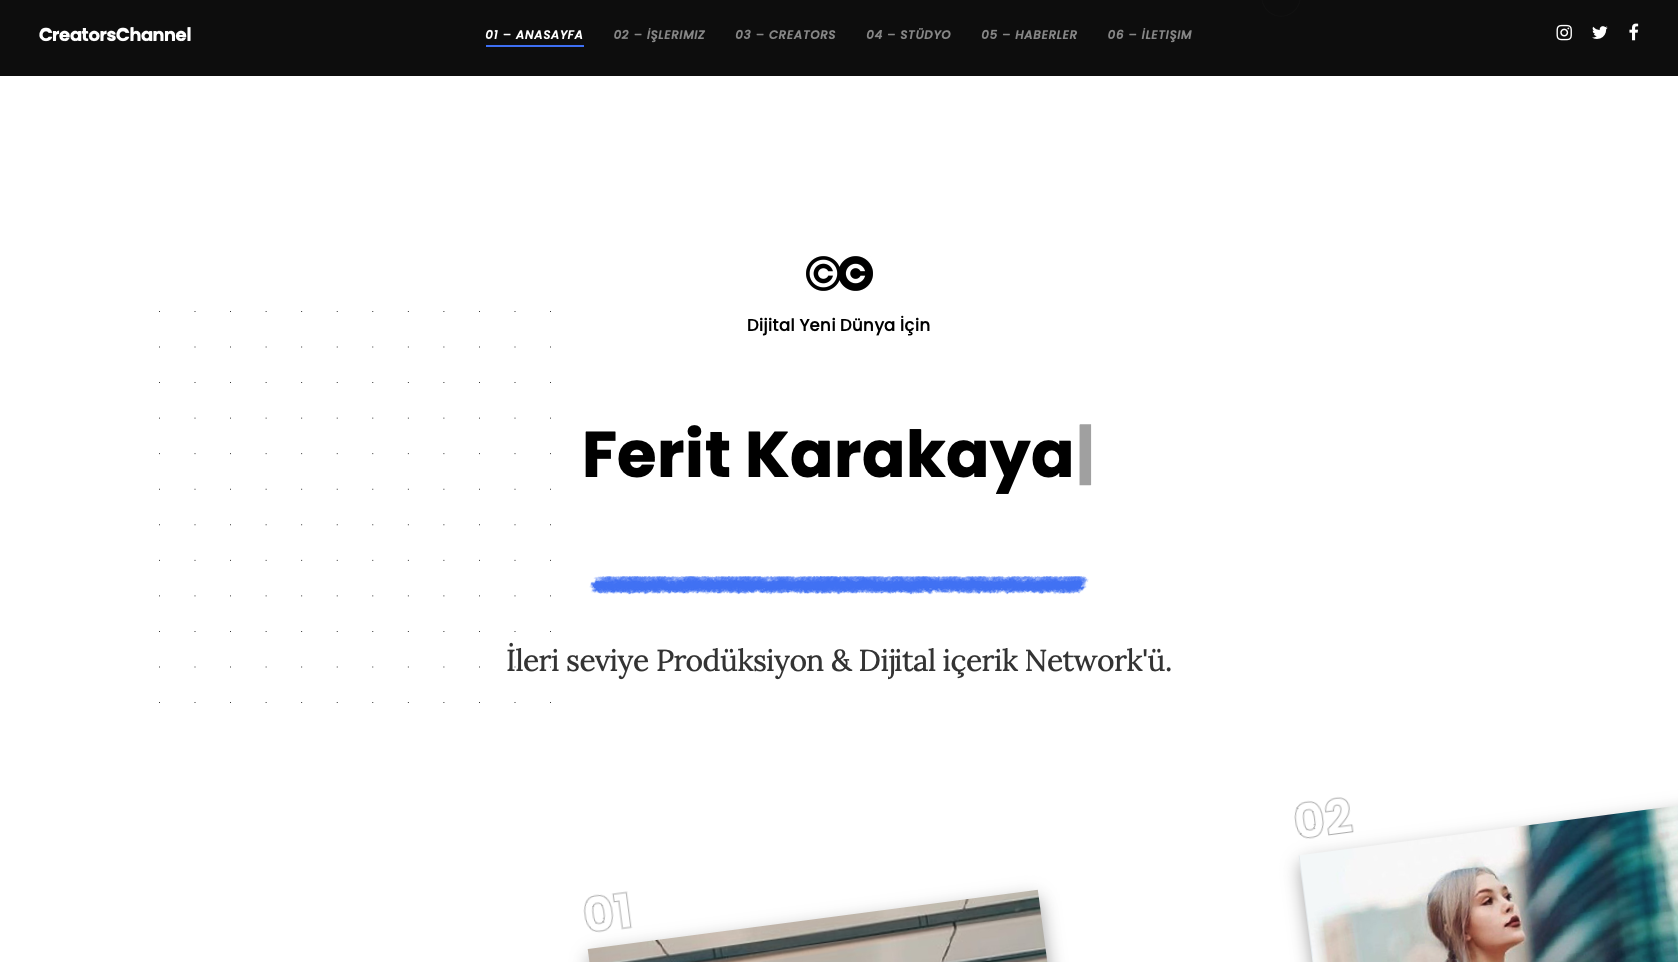 CreatorsChannel
01 – ANASAYFA
02 – İŞLERIMIZ
03 – CREATORS
04 – STÜDYO
05 – HABERLER
06 – İLETIŞIM
©C
Dijital Yeni Dünya İçin
Ferit Karakaya
İleri seviye Prodüksiyon & Dijital içerik Network'ü.
02
01